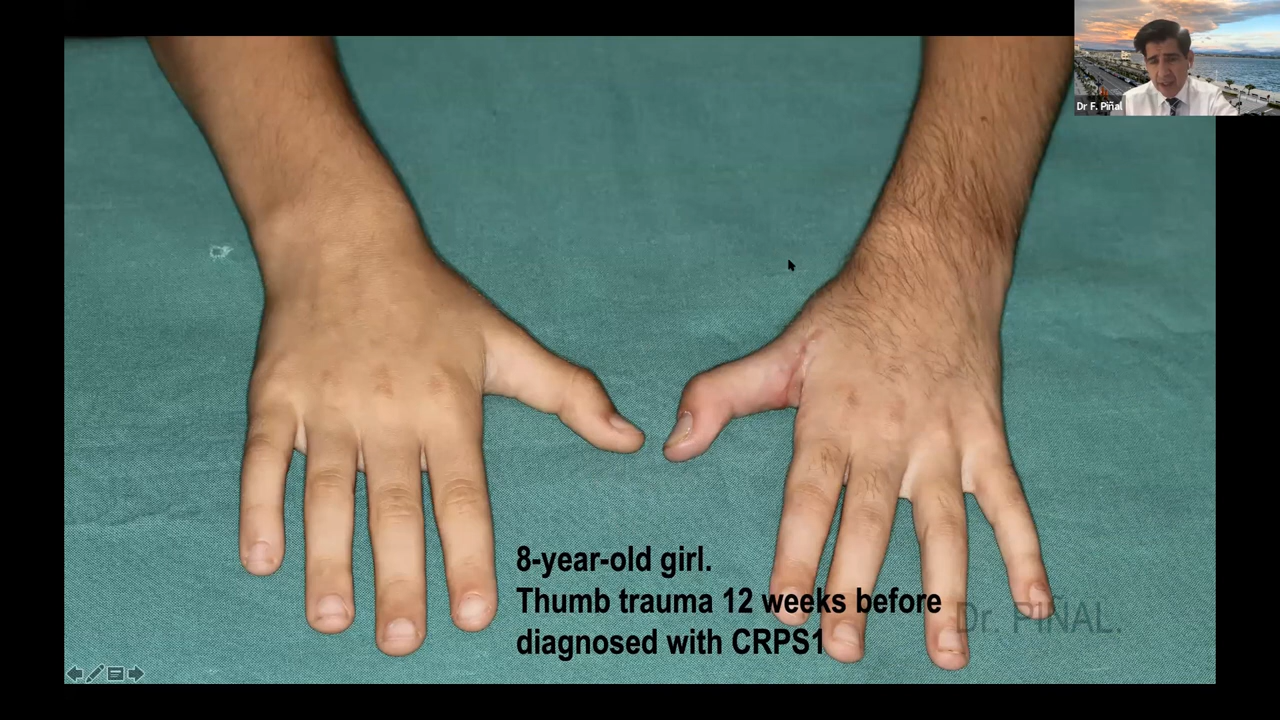 Dr F. Piñal
8-year-old girl.
Thumb trauma 12 weeks before
diagnosed with CRPS1
Dr. PIÑAL.